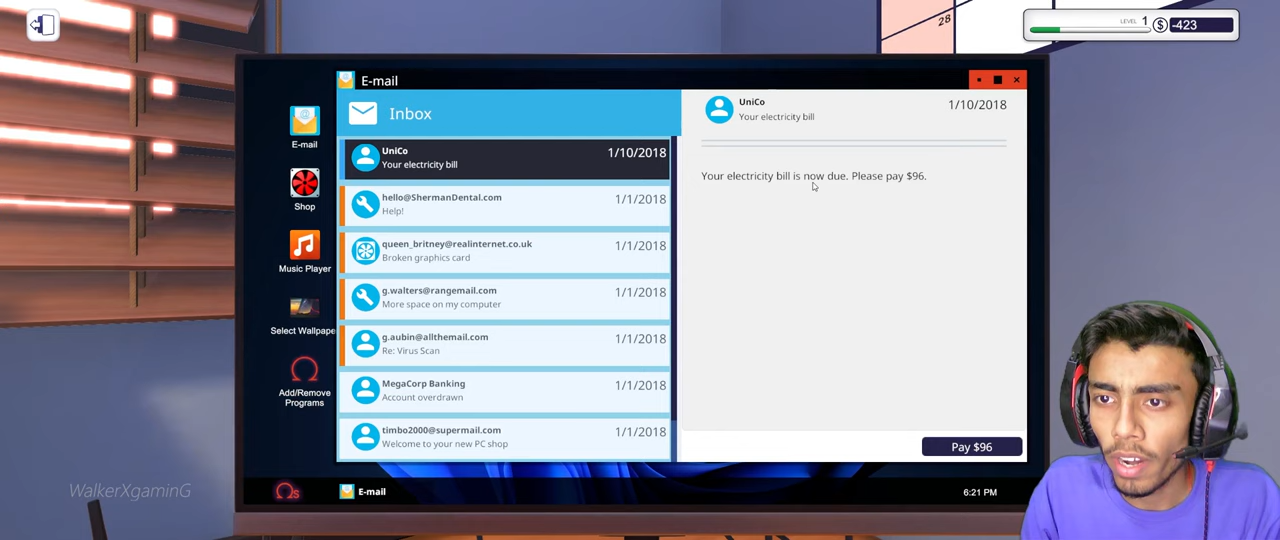 28
LEVEL 1
$ -423
E-mail
Inbox
UniCo
Your electricity bill
1/10/2018
hello@ShermanDental.com
Help!
1/1/2018
queen_britney@realinternet.co.uk
Broken graphics card
1/1/2018
g.walters@rangemail.com
More space on my computer
1/1/2018
g.aubin@allthemail.com
Re: Virus Scan
1/1/2018
MegaCorp Banking
Account overdrawn
1/1/2018
timbo2000@supermail.com
Welcome to your new PC shop
1/1/2018
UniCo
Your electricity bill
1/10/2018
Your electricity bill is now due. Please pay $96.
Pay $96
E-mail
Shop
Music Player
Select Wallpape
Add/Remove
Programs
WalkerXgaminG
Ωs
E-mail
6:21 PM